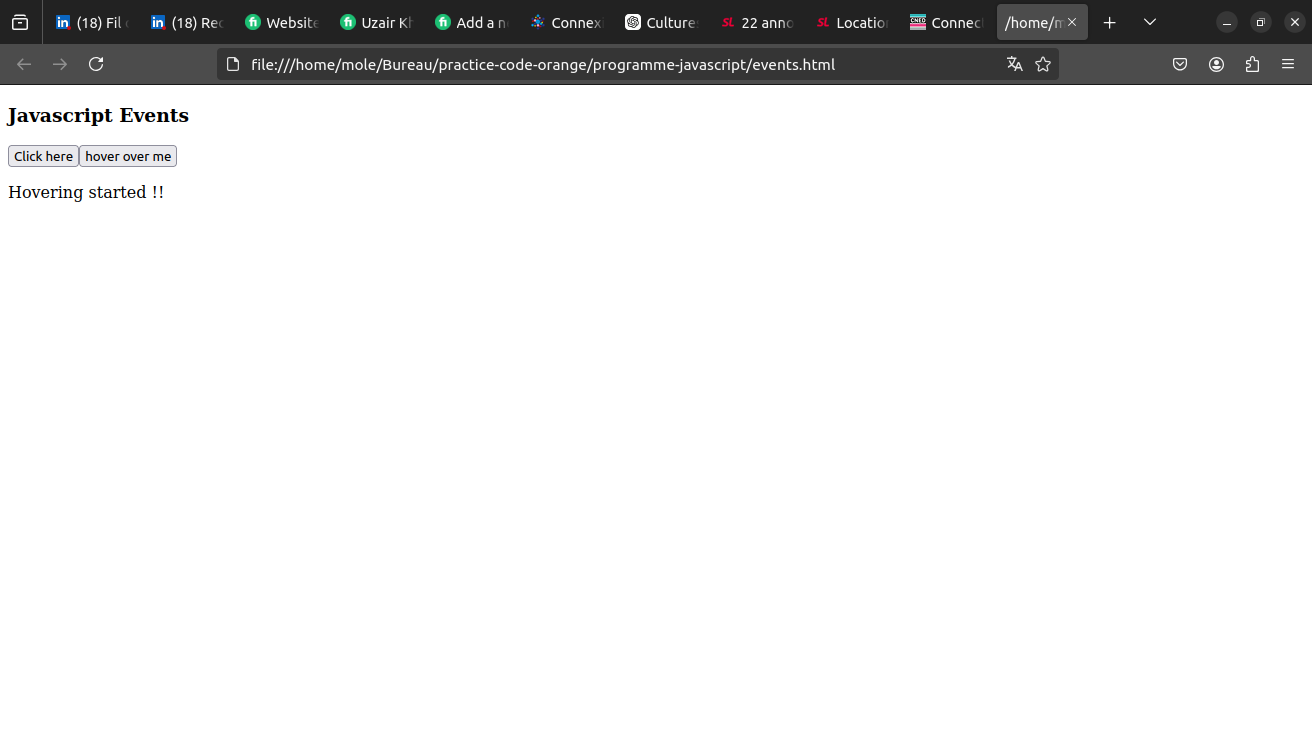 (18) Fil
(18) Rec
Website
Uzair Kh
Add a n
Connexi
Culture
22 anno
Location
Connect
/home/m
file:///home/mole/Bureau/practice-code-orange/programme-javascript/events.html
Javascript Events
Click here
hover over me
Hovering started !!